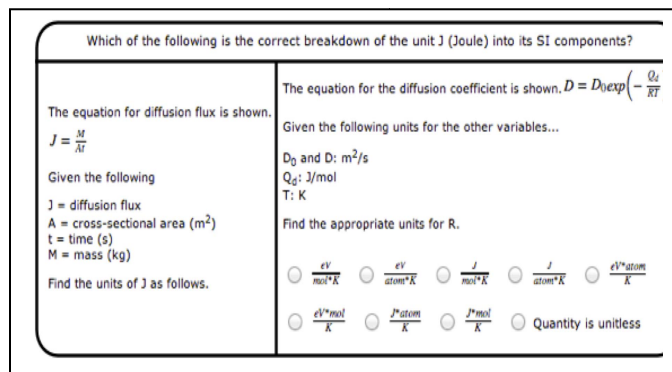 Which of the following is the correct breakdown of the unit J (Joule) into its SI components?
The equation for diffusion flux is shown.
J = M/At
Given the following
J = diffusion flux
A = cross-sectional area (m²)
t = time (s)
M = mass (kg)
Find the units of J as follows.
The equation for the diffusion coefficient is shown. D = D₀exp(− Q_d/RT
Given the following units for the other variables...
D₀ and D: m²/s
Q_d: J/mol
T: K
Find the appropriate units for R.
eV/mol*K eV/atom*K J/mol*K J/atom*K eV*atom/K
eV*mol/K J*atom/K J*mol/K Quantity is unitless